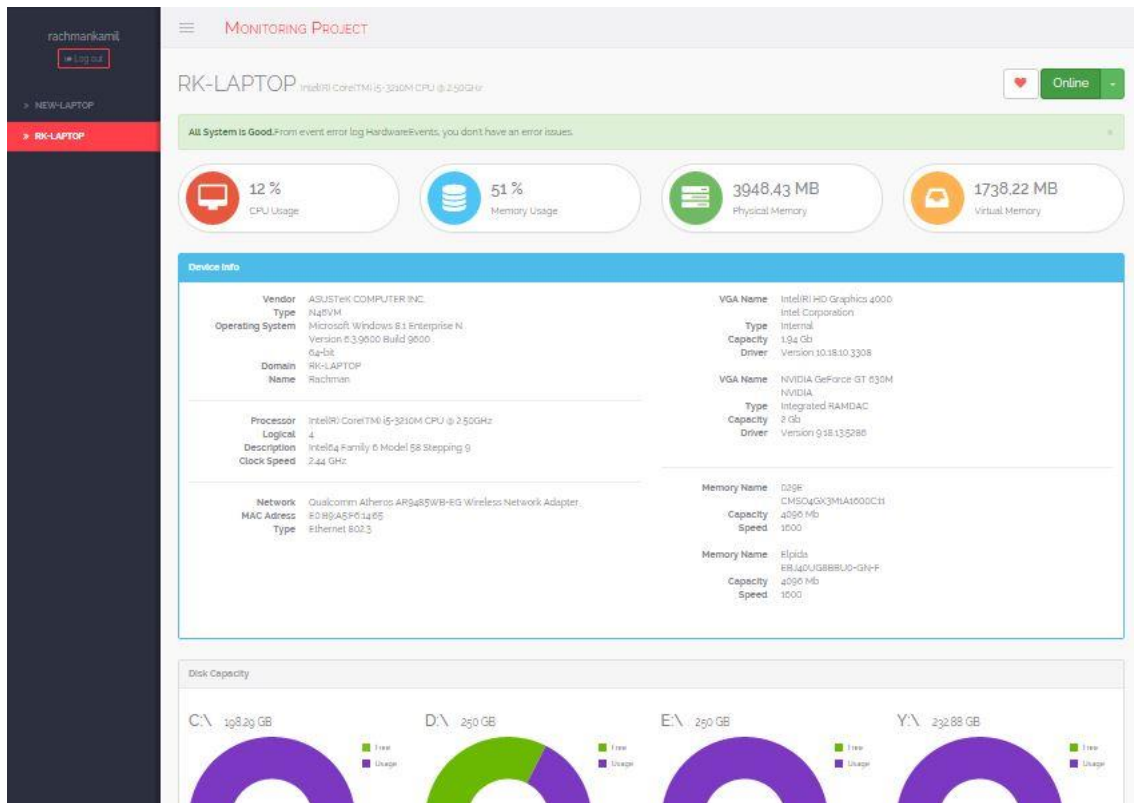 rachmankamil
Log out
» NEW-LAPTOP
» RK-LAPTOP
MONITORING PROJECT
RK-LAPTOP Intel(R) Core(TM) i5-3210M CPU @ 2.50GHz
Online
All System is Good.From event error log HardwareEvents, you don't have an error issues.
×
12 %
CPU Usage
51 %
Memory Usage
3948,43 MB
Physical Memory
1738,22 MB
Virtual Memory
Device Info
Vendor ASUSTeK COMPUTER INC.
Type N46VM
Operating System Microsoft Windows 8.1 Enterprise N
Version 6.3.9600 Build 9600
64-bit
Domain RK-LAPTOP
Name Rachman
Processor Intel(R) Core(TM) i5-3210M CPU @ 2.50GHz
Logical 4
Description Intel64 Family 6 Model 58 Stepping 9
Clock Speed 2.44 GHz
Network Qualcomm Atheros AR9485WB-EG Wireless Network Adapter
MAC Adress E0:B9:A5:F6:14:65
Type Ethernet 802.3
VGA Name Intel(R) HD Graphics 4000
Intel Corporation
Type Internal
Capacity 1.94 Gb
Driver Version 10.18.10.3308
VGA Name NVIDIA GeForce GT 630M
NVIDIA
Type Integrated RAMDAC
Capacity 2 Gb
Driver Version 9.18.13.5286
Memory Name 029E
CMSO4GX3M1A1600C11
Capacity 4096 Mb
Speed 1600
Memory Name Elpida
EBJ40UG8BBU0-GN-F
Capacity 4096 Mb
Speed 1600
Disk Capacity
C:\ 198.29 GB
Free
Usage
D:\ 250 GB
Free
Usage
E:\ 250 GB
Free
Usage
Y:\ 232.88 GB
Free
Usage